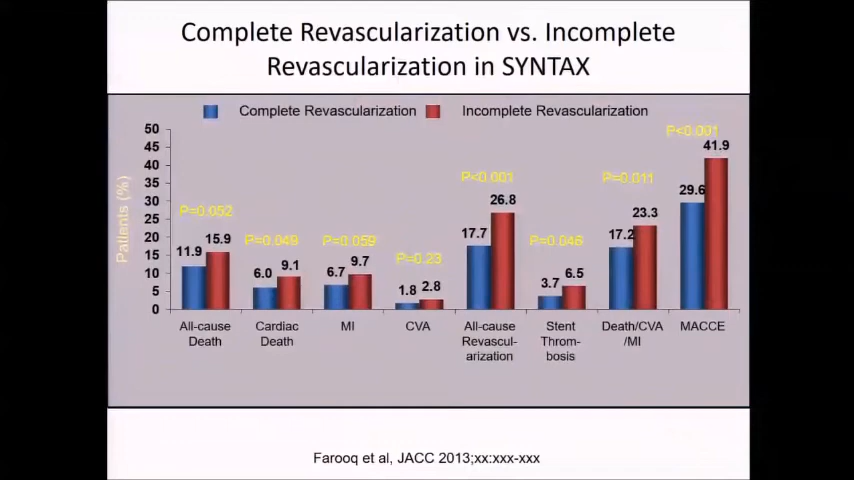 Complete Revascularization vs. Incomplete
Revascularization in SYNTAX
Complete Revascularization
Incomplete Revascularization
Patients (%)
50
45
40
35
30
25
20
15
10
5
0
P=0.052
11.9
15.9
P=0.049
6.0
9.1
P=0.059
6.7
9.7
P=0.23
1.8
2.8
P<0.001
17.7
26.8
P=0.046
3.7
6.5
P=0.011
17.2
23.3
P<0.001
29.6
41.9
All-cause
Death
Cardiac
Death
MI
CVA
All-cause
Revascul-
arization
Stent
Throm-
bosis
Death/CVA
/MI
MACCE
Farooq et al, JACC 2013;xx:xxx-xxx